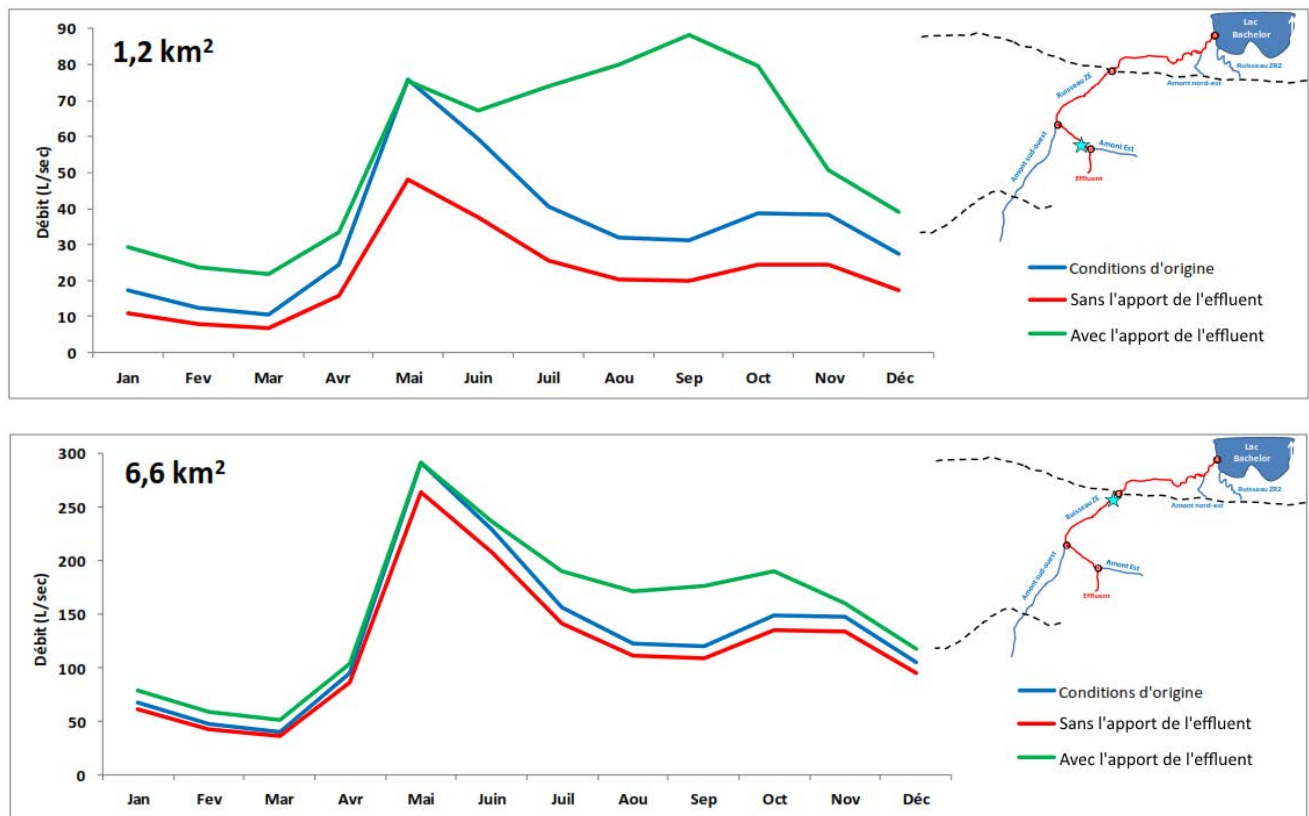 1,2 km²
Débit (L/sec)
90
80
70
60
50
40
30
20
10
0
Jan Fev Mar Avr Mai Juin Juil Aou Sep Oct Nov Déc
Lac
Bachelor
Ruisseau ZRZ
Amont nord-est
Ruisseau ZE
Amont sud-ouest
Amont Est
Effluent
Conditions d'origine
Sans l'apport de l'effluent
Avec l'apport de l'effluent
6,6 km²
Débit (L/sec)
300
250
200
150
100
50
0
Jan Fev Mar Avr Mai Juin Juil Aou Sep Oct Nov Déc
Lac
Bachelor
Ruisseau ZRZ
Amont nord-est
Ruisseau ZE
Amont sud-ouest
Amont Est
Effluent
Conditions d'origine
Sans l'apport de l'effluent
Avec l'apport de l'effluent